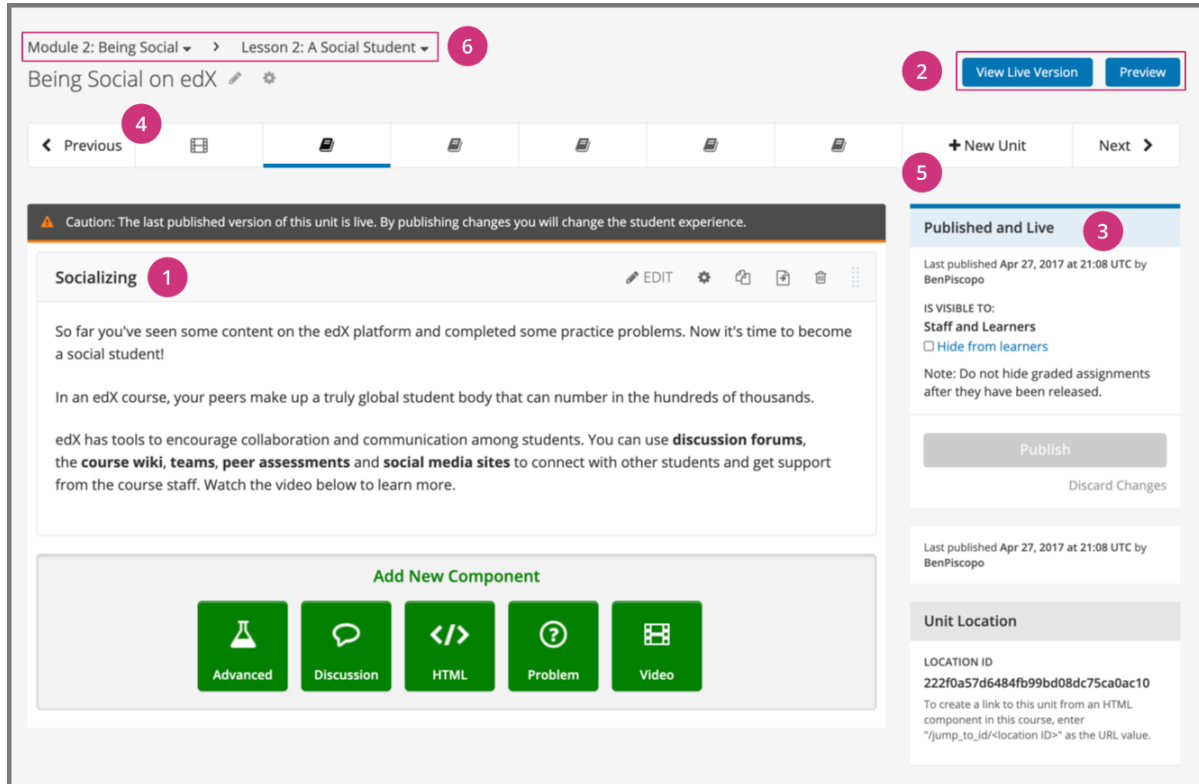 Module 2: Being Social > Lesson 2: A Social Student
6
Being Social on edX
2
View Live Version
Preview
4
Previous
+ New Unit
Next
5
Caution: The last published version of this unit is live. By publishing changes you will change the student experience.
Socializing
1
EDIT
So far you've seen some content on the edX platform and completed some practice problems. Now it's time to become
a social student!
In an edX course, your peers make up a truly global student body that can number in the hundreds of thousands.
edX has tools to encourage collaboration and communication among students. You can use discussion forums,
the course wiki, teams, peer assessments and social media sites to connect with other students and get support
from the course staff. Watch the video below to learn more.
Add New Component
Advanced
Discussion
</>
HTML
?
Problem
Video
Published and Live
3
Last published Apr 27, 2017 at 21:08 UTC by
BenPiscopo
IS VISIBLE TO:
Staff and Learners
Hide from learners
Note: Do not hide graded assignments
after they have been released.
Publish
Discard Changes
Last published Apr 27, 2017 at 21:08 UTC by
BenPiscopo
Unit Location
LOCATION ID
222f0a57d6484fb99bd08dc75ca0ac10
To create a link to this unit from an HTML
component in this course, enter
"/jump_to_id/<location ID>" as the URL value.